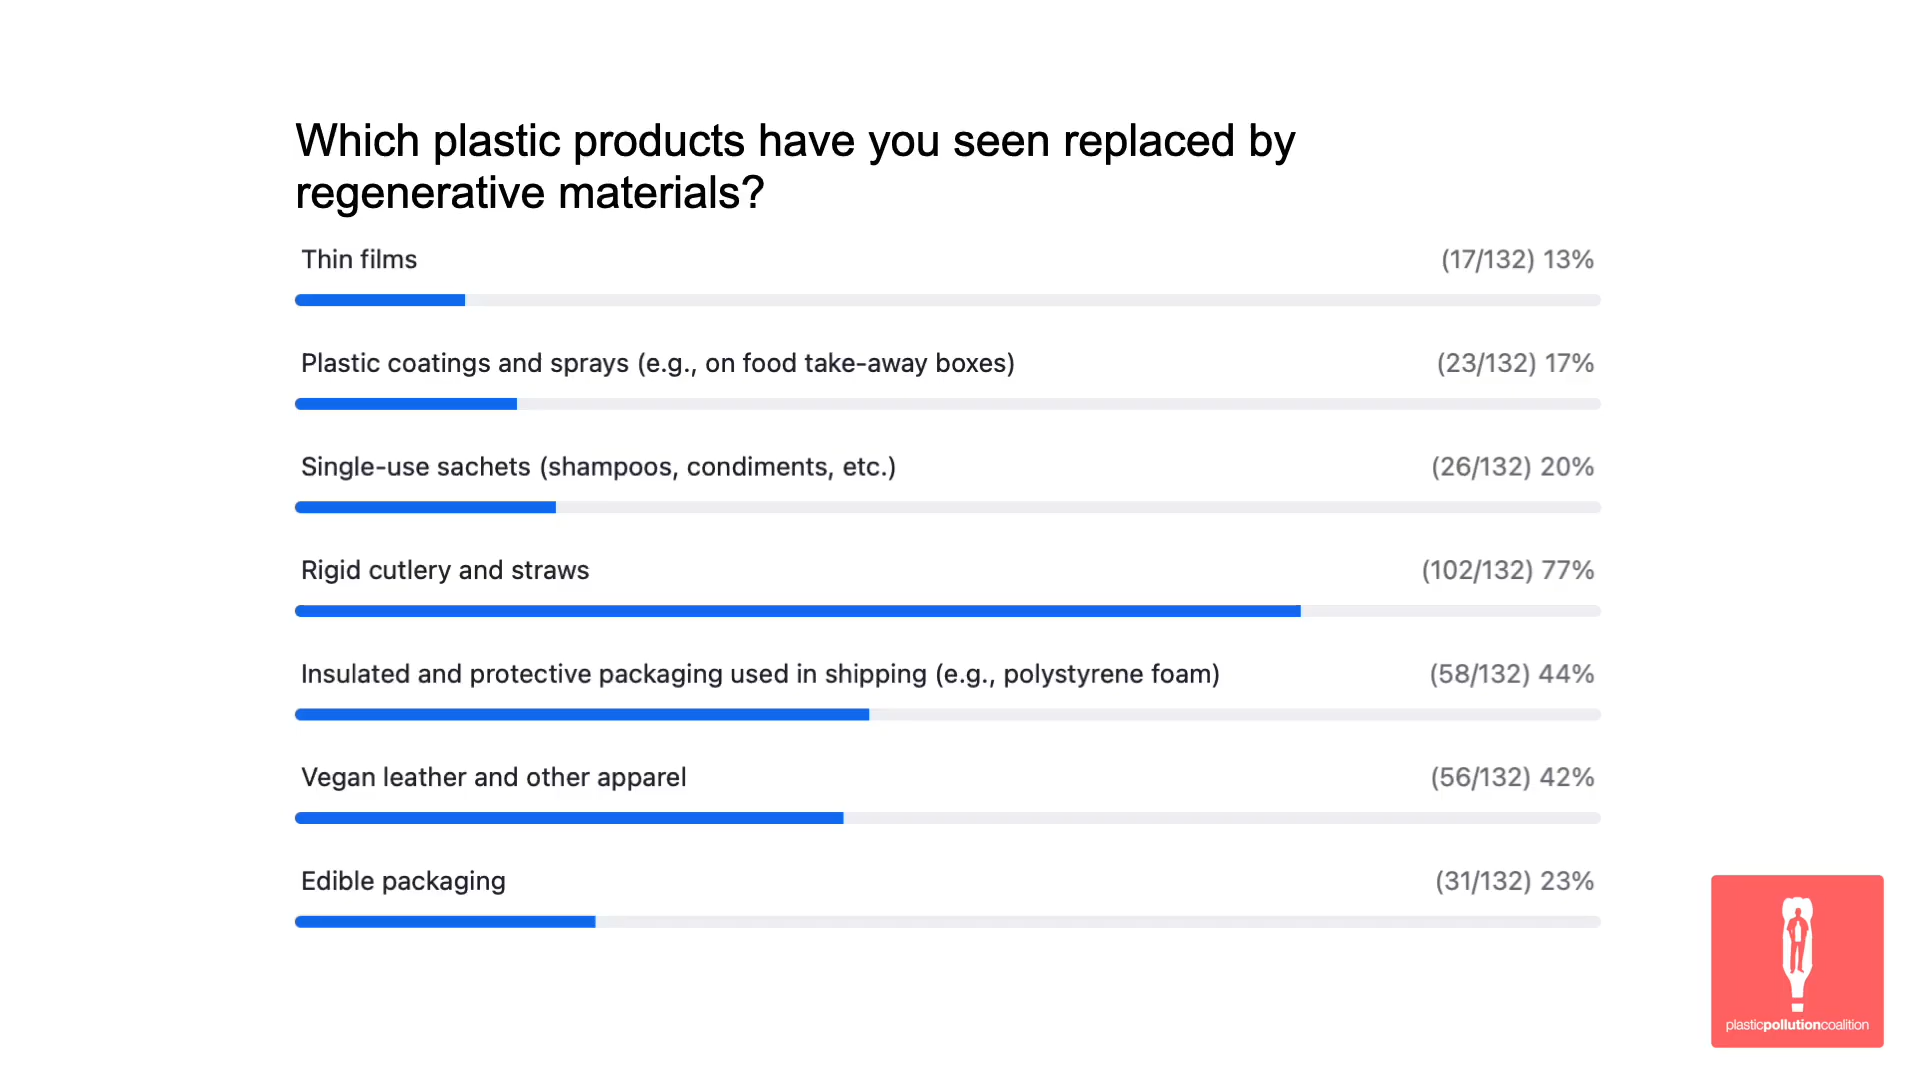 Which plastic products have you seen replaced by
regenerative materials?
Thin films (17/132) 13%
Plastic coatings and sprays (e.g., on food take-away boxes) (23/132) 17%
Single-use sachets (shampoos, condiments, etc.) (26/132) 20%
Rigid cutlery and straws (102/132) 77%
Insulated and protective packaging used in shipping (e.g., polystyrene foam) (58/132) 44%
Vegan leather and other apparel (56/132) 42%
Edible packaging (31/132) 23%
plasticpollutioncoalition